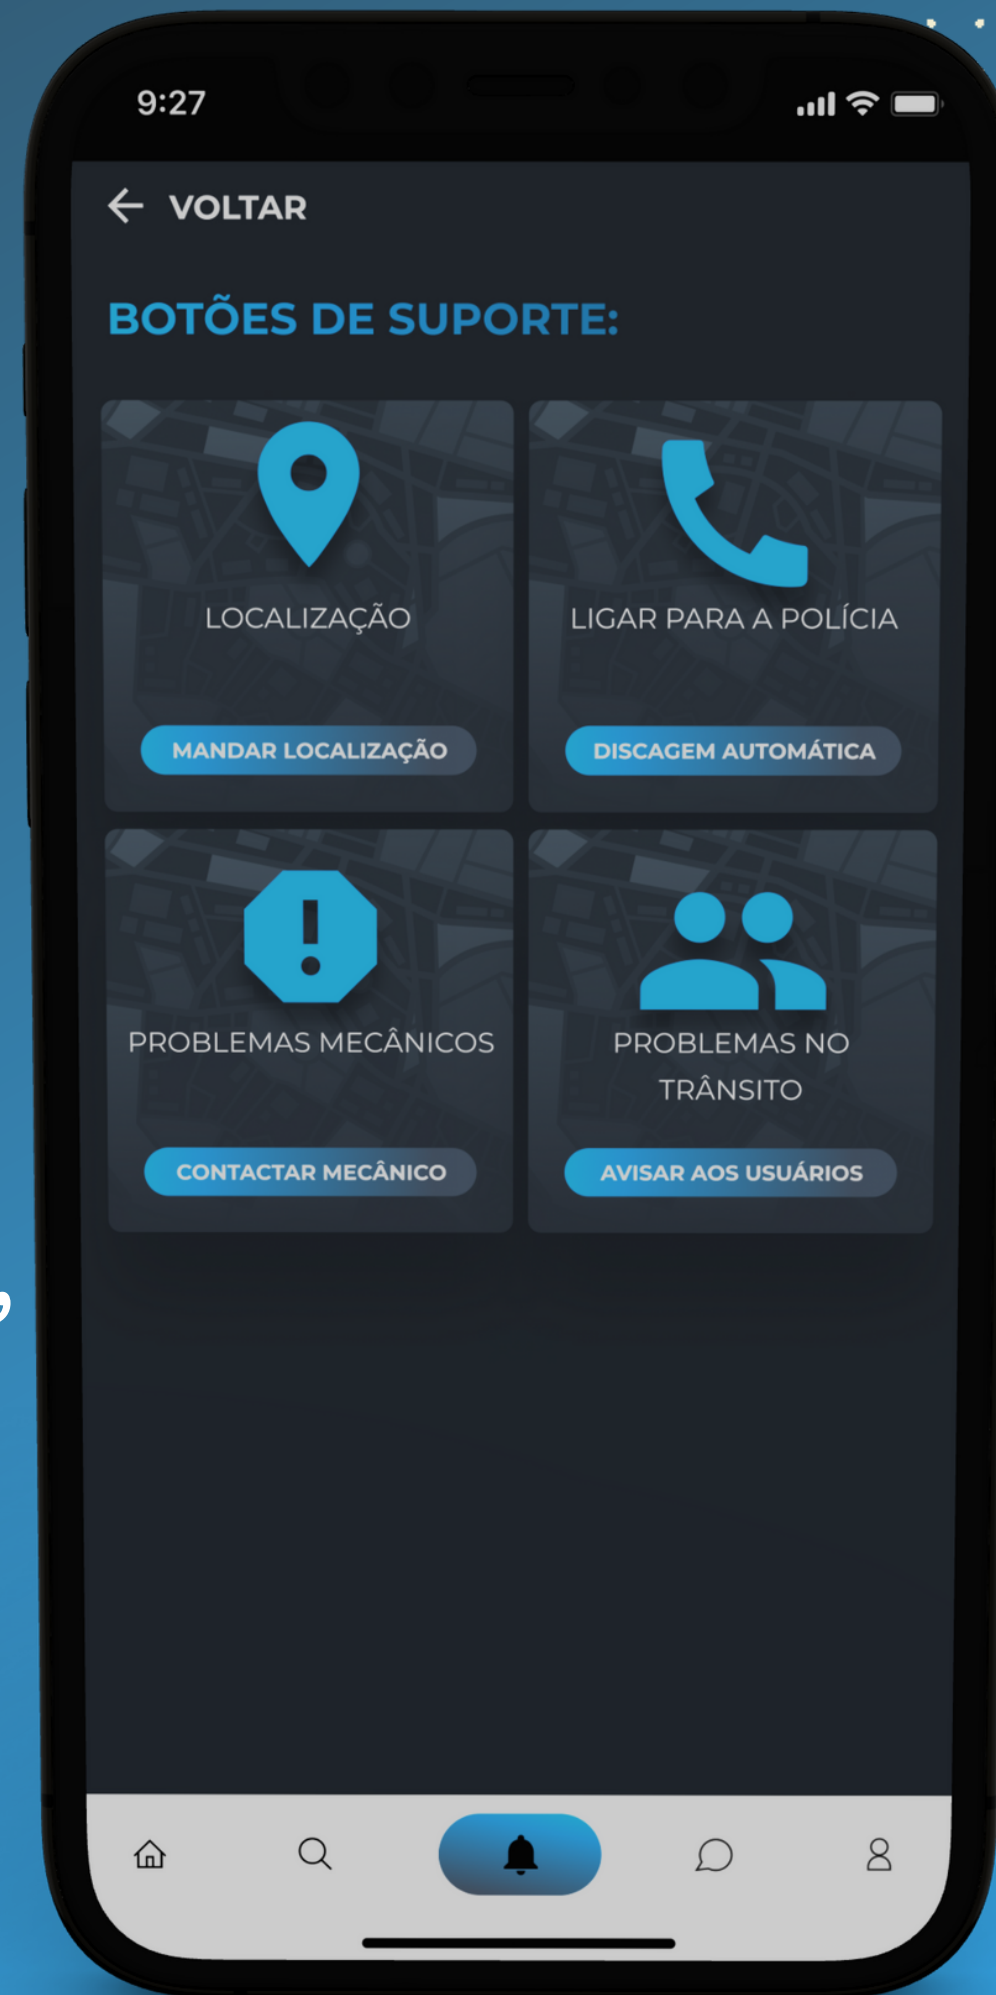 9:27
VOLTAR
BOTÕES DE SUPORTE:
LOCALIZAÇÃO
MANDAR LOCALIZAÇÃO
LIGAR PARA A POLÍCIA
DISCAGEM AUTOMÁTICA
PROBLEMAS MECÂNICOS
CONTACTAR MECÂNICO
PROBLEMAS NO
TRÂNSITO
AVISAR AOS USUÁRIOS